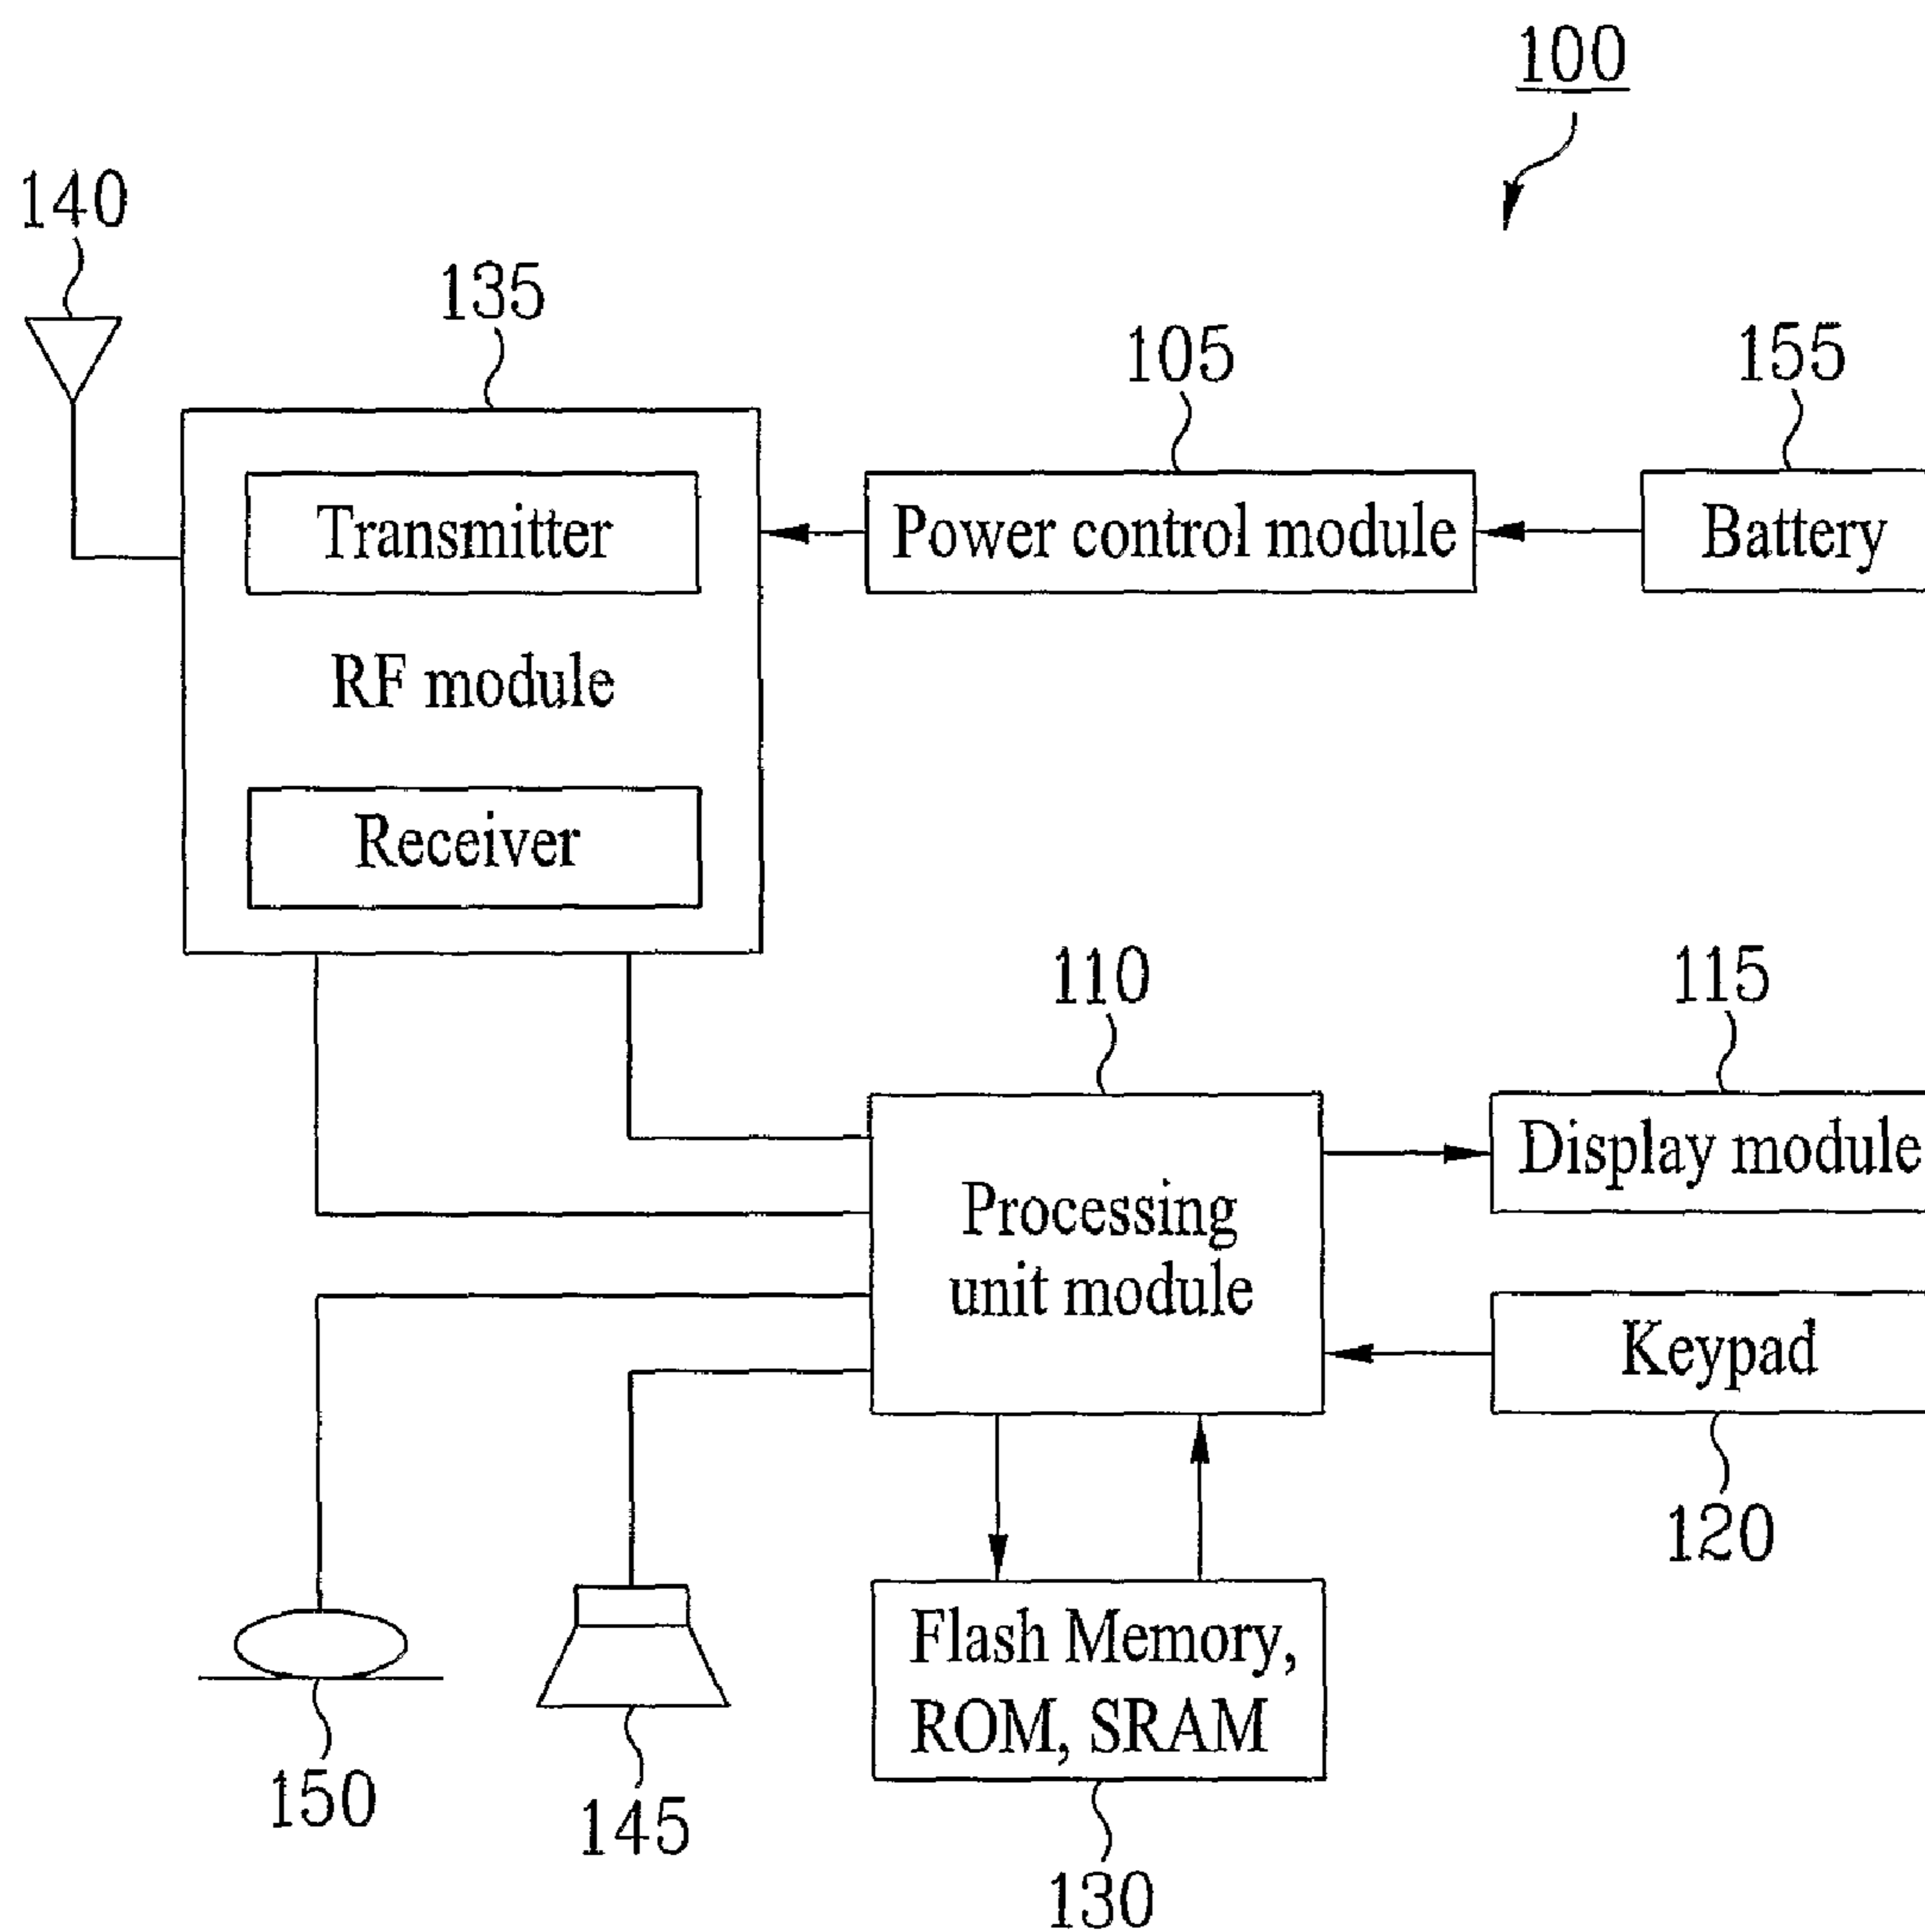 100
140
135
105
155
Transmitter
Power control module
Battery
RF module
Receiver
110
115
Display module
Processing
unit module
Keypad
120
Flash Memory,
ROM, SRAM
150
145
130